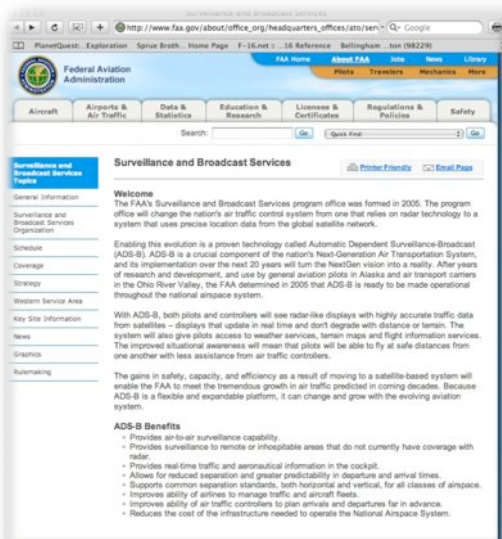 Surveillance and Broadcast Services
http://www.faa.gov/about/office_org/headquarters_offices/ato/serv
Google
PlanetQuest: Exploration Sprue Broth... Home Page F-16.net : ...16 Reference Bellingham ...ton (98229)
Federal Aviation
Administration
FAA Home About FAA Jobs News Library
Pilots Travelers Mechanics More
Aircraft
Airports &
Air Traffic
Data &
Statistics
Education &
Research
Licenses &
Certificates
Regulations &
Policies
Safety
Search: Go Quick Find Go
Surveillance and
Broadcast Services
Topics
General Information
Surveillance and
Broadcast Services
Organization
Schedule
Coverage
Strategy
Western Service Area
Key Site Information
News
Graphics
Rulemaking
Surveillance and Broadcast Services
Printer Friendly Email Page
Welcome
The FAA's Surveillance and Broadcast Services program office was formed in 2005. The program
office will change the nation's air traffic control system from one that relies on radar technology to a
system that uses precise location data from the global satellite network.
Enabling this evolution is a proven technology called Automatic Dependent Surveillance-Broadcast
(ADS-B). ADS-B is a crucial component of the nation's Next-Generation Air Transportation System,
and its implementation over the next 20 years will turn the NextGen vision into a reality. After years
of research and development, and use by general aviation pilots in Alaska and air transport carriers
in the Ohio River Valley, the FAA determined in 2005 that ADS-B is ready to be made operational
throughout the national airspace system.
With ADS-B, both pilots and controllers will see radar-like displays with highly accurate traffic data
from satellites – displays that update in real time and don't degrade with distance or terrain. The
system will also give pilots access to weather services, terrain maps and flight information services.
The improved situational awareness will mean that pilots will be able to fly at safe distances from
one another with less assistance from air traffic controllers.
The gains in safety, capacity, and efficiency as a result of moving to a satellite-based system will
enable the FAA to meet the tremendous growth in air traffic predicted in coming decades. Because
ADS-B is a flexible and expandable platform, it can change and grow with the evolving aviation
system.
ADS-B Benefits
Provides air-to-air surveillance capability.
Provides surveillance to remote or inhospitable areas that do not currently have coverage with
radar.
Provides real-time traffic and aeronautical information in the cockpit.
Allows for reduced separation and greater predictability in departure and arrival times.
Supports common separation standards, both horizontal and vertical, for all classes of airspace.
Improves ability of airlines to manage traffic and aircraft fleets.
Improves ability of air traffic controllers to plan arrivals and departures far in advance.
Reduces the cost of the infrastructure needed to operate the National Airspace System.